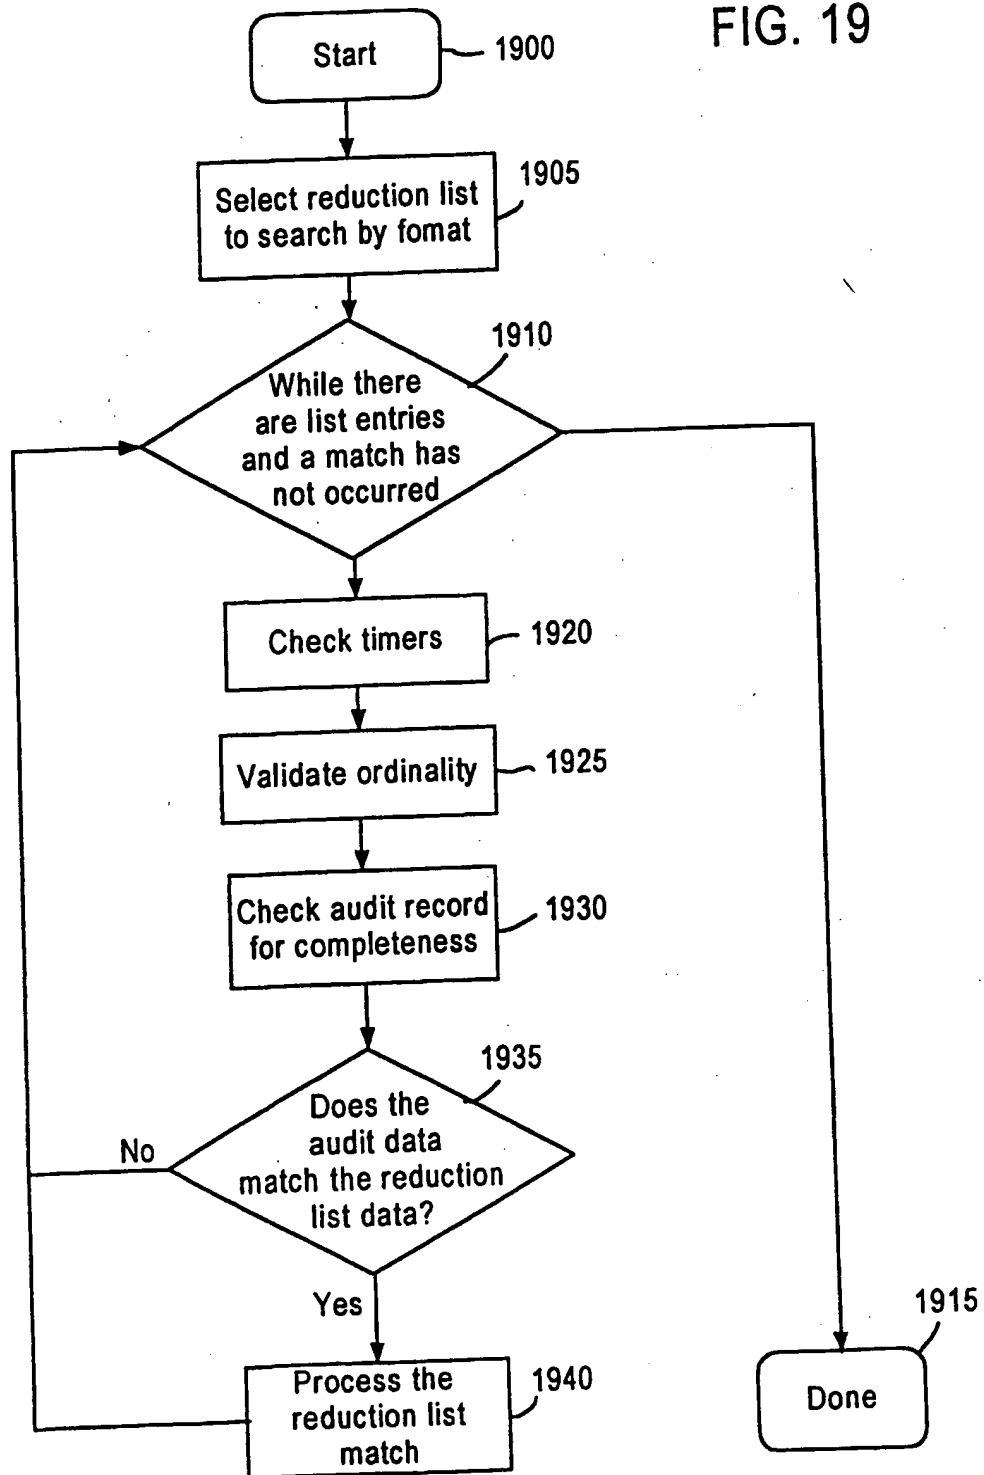 FIG. 19
Start
1900
Select reduction list
to search by fomat
1905
While there
are list entries
and a match has
not occurred
1910
Check timers
1920
Validate ordinality
1925
Check audit record
for completeness
1930
Does the
audit data
match the reduction
list data?
1935
No
Yes
Process the
reduction list
match
1940
Done
1915